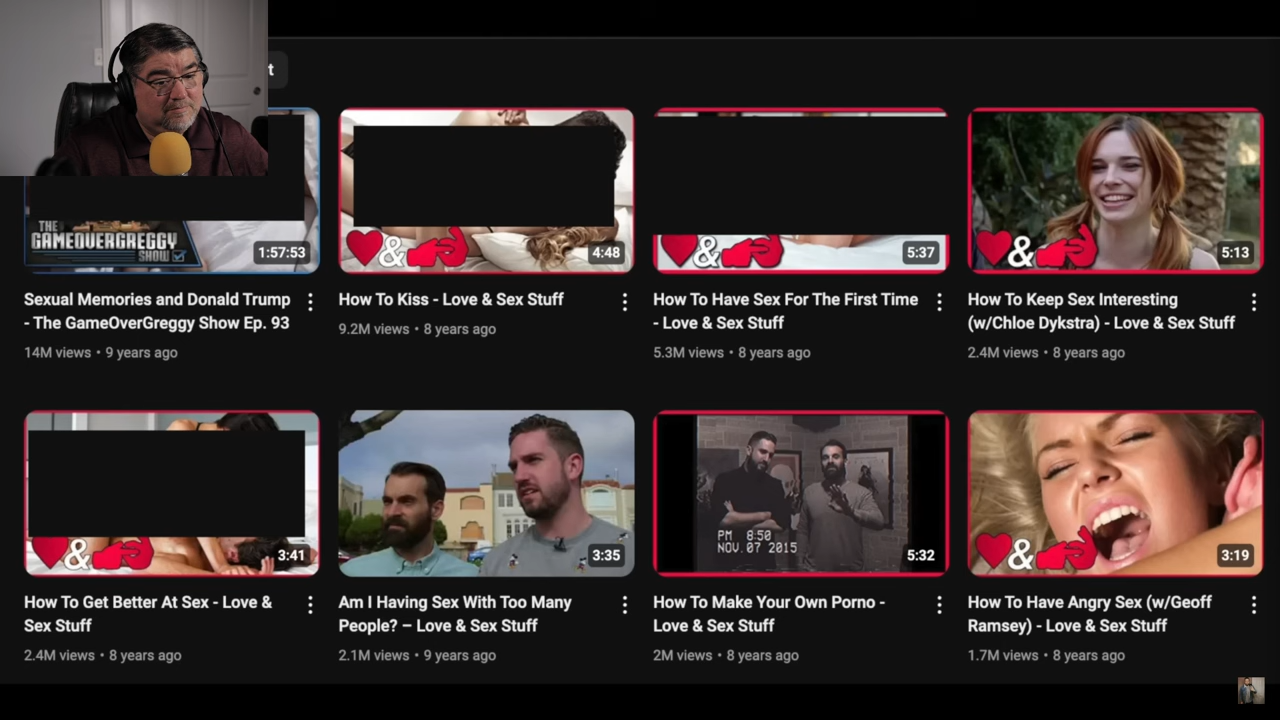 t
THE
GAMEOVERGREGGY
SHOW
1:57:53
&
4:48
&
5:37
&
5:13
Sexual Memories and Donald Trump
- The GameOverGreggy Show Ep. 93
14M views • 9 years ago
How To Kiss - Love & Sex Stuff
9.2M views • 8 years ago
How To Have Sex For The First Time
- Love & Sex Stuff
5.3M views • 8 years ago
How To Keep Sex Interesting
(w/Chloe Dykstra) - Love & Sex Stuff
2.4M views • 8 years ago
&
3:41
3:35
PM 8:50
NOV. 07 2015
5:32
&
3:19
How To Get Better At Sex - Love &
Sex Stuff
2.4M views • 8 years ago
Am I Having Sex With Too Many
People? – Love & Sex Stuff
2.1M views • 9 years ago
How To Make Your Own Porno -
Love & Sex Stuff
2M views • 8 years ago
How To Have Angry Sex (w/Geoff
Ramsey) - Love & Sex Stuff
1.7M views • 8 years ago